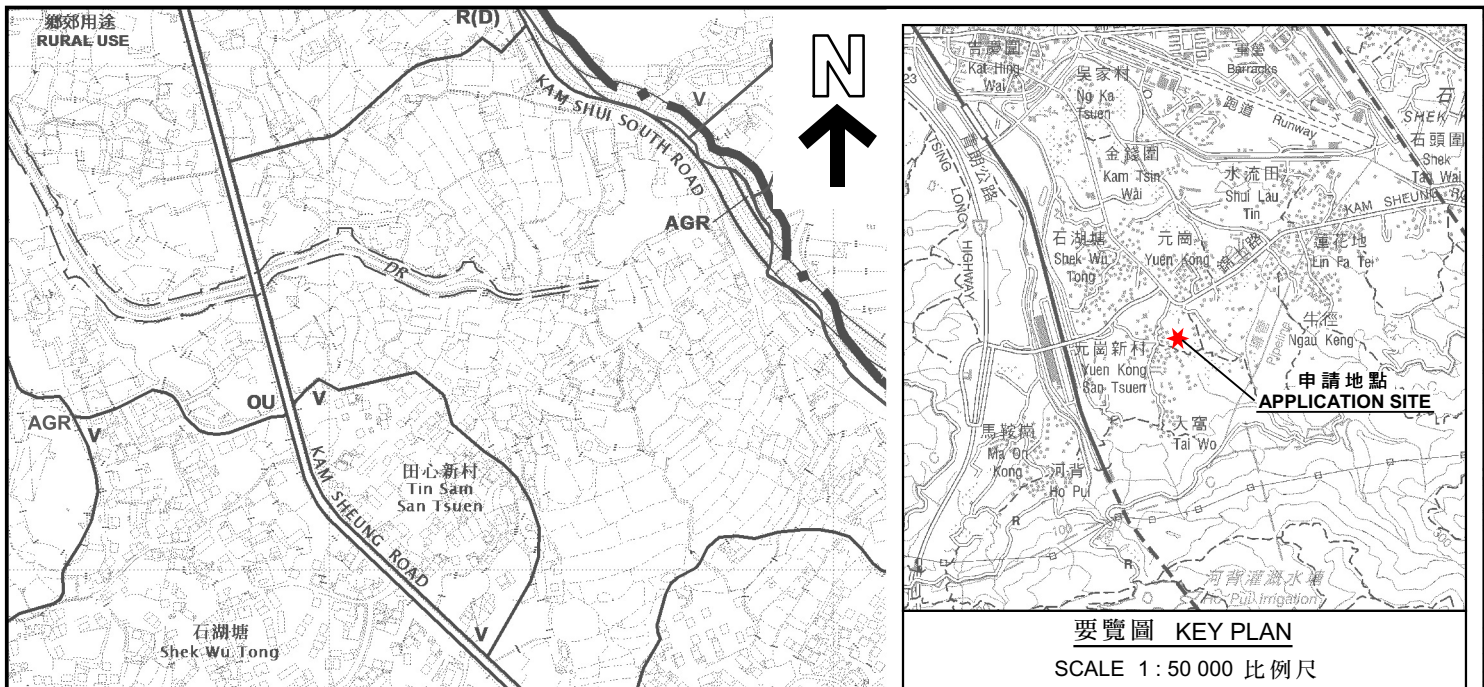 鄉郊用途
RURAL USE
R(D)
KAM SHUI SOUTH ROAD
V
AGR
V
DR
OU
V
AGR
V
KAM SHEUNG ROAD
田心新村
Tin Sam
San Tsuen
石湖塘
Shek Wu Tong
V
N
吉慶圍
Kat Hing
Wai
吳家村
Ng Ka
Tsuen
軍營
Barracks
跑道
Runway
石
SHEK
石頭圍
Shek
Tau Wai
23
青朗公路
TSING LONG HIGHWAY
金錢圍
Kam Tsin
Wai
水流田
Shui Lau
Tin
KAM SHEUNG
錦上路
石湖塘
Shek Wu
Tong
元崗
Yuen Kong
蓮花地
Lin Fa Tei
牛徑
Ngau Keng
Pipeline
元崗新村
Yuen Kong
San Tsuen
申請地點
APPLICATION SITE
大窩
Tai Wo
馬鞍崗
Ma On
Kong
河背
Ho Pui
R
100
R
300
500
河背灌溉水塘
Ho Pui Irrigation
要覽圖 KEY PLAN
SCALE 1 : 50 000 比例尺